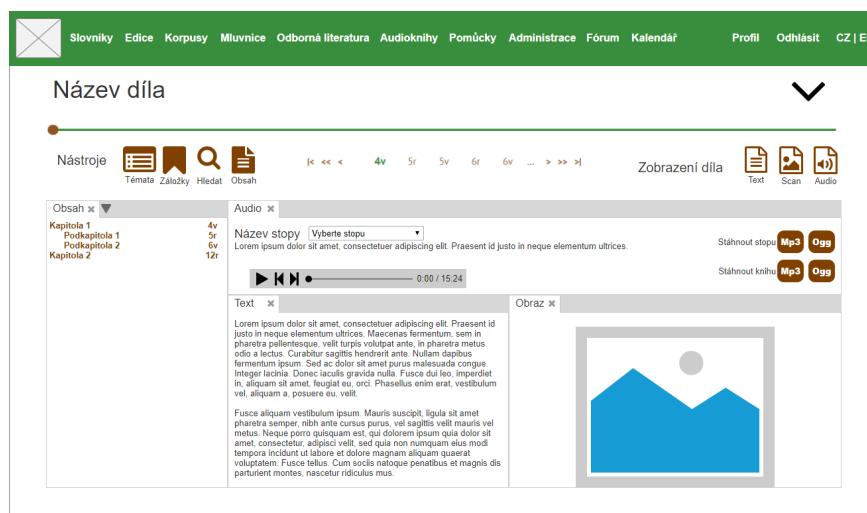 Slovníky Edice Korpusy Mluvnice Odborná literatura Audioknihy Pomůcky Administrace Fórum Kalendář Profil Odhlásit CZ | E
Název díla
Nástroje
Témata Záložky Hledat Obsah
|< << < 4v 5r 5v 6r 6v ... > >> >|
Zobrazení díla
Text Scan Audio
Obsah
Kapitola 1 4v
Podkapitola 1 5r
Podkapitola 2 6v
Kapitola 2 12r
Audio
Název stopy Vyberte stopu
Lorem ipsum dolor sit amet, consectetuer adipiscing elit. Praesent id justo in neque elementum ultrices.
Stáhnout stopu Mp3 Ogg
Stáhnout knihu Mp3 Ogg
0:00 / 15:24
Text
Lorem ipsum dolor sit amet, consectetuer adipiscing elit. Praesent id
justo in neque elementum ultrices. Maecenas fermentum, sem in
pharetra pellentesque, velit turpis volutpat ante, in pharetra metus
odio a lectus. Curabitur sagittis hendrerit ante. Nullam dapibus
fermentum ipsum. Sed ac dolor sit amet purus malesuada congue.
Integer lacinia. Donec iaculis gravida nulla. Fusce dui leo, imperdiet
in, aliquam sit amet, feugiat eu, orci. Phasellus enim erat, vestibulum
vel, aliquam a, posuere eu, velit.
Fusce aliquam vestibulum ipsum. Mauris suscipit, ligula sit amet
pharetra semper, nibh ante cursus purus, vel sagittis velit mauris vel
metus. Neque porro quisquam est, qui dolorem ipsum quia dolor sit
amet, consectetur, adipisci velit, sed quia non numquam eius modi
tempora incidunt ut labore et dolore magnam aliquam quaerat
voluptatem. Fusce tellus. Cum sociis natoque penatibus et magnis dis
parturient montes, nascetur ridiculus mus.
Obraz